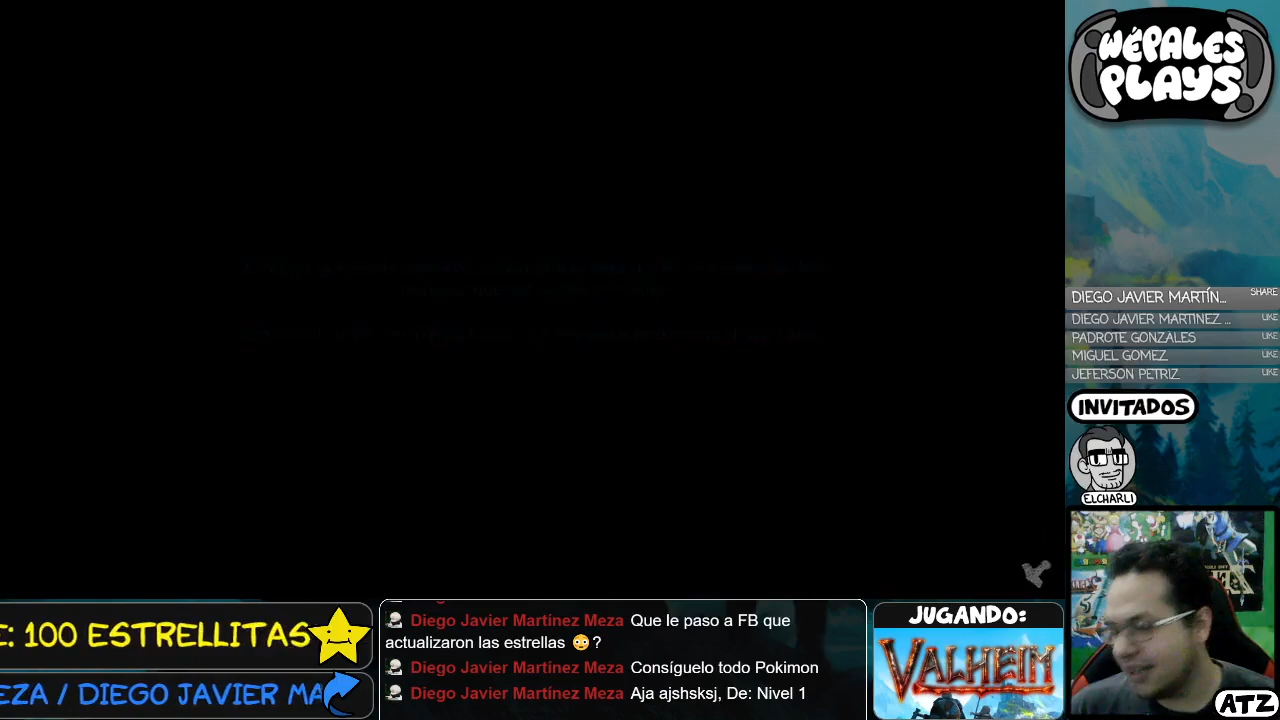 WÉPALES
PLAYS
DIEGO JAVIER MARTÍN... SHARE
DIEGO JAVIER MARTINEZ ... LIKE
PADROTE GONZÁLES LIKE
MIGUEL GOMEZ LIKE
JEFERSON PETRIZ LIKE
INVITADOS
ELCHARLI
E: 100 ESTRELLITAS
EZA / DIEGO JAVIER MA
Diego Javier Martínez Meza Que le paso a FB que
actualizaron las estrellas 😳?
Diego Javier Martínez Meza Consíguelo todo Pokimon
Diego Javier Martínez Meza Aja ajshsksj, De: Nivel 1
JUGANDO:
VALHEIM
ATZ